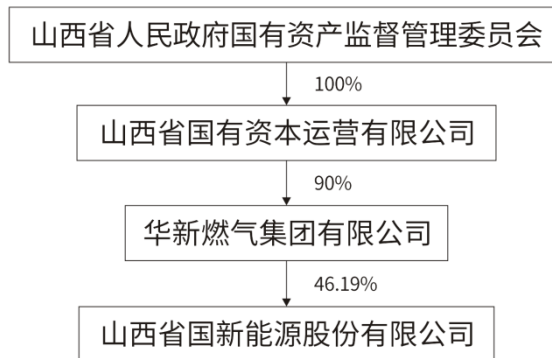 山西省人民政府国有资产监督管理委员会
100%
山西省国有资本运营有限公司
90%
华新燃气集团有限公司
46.19%
山西省国新能源股份有限公司